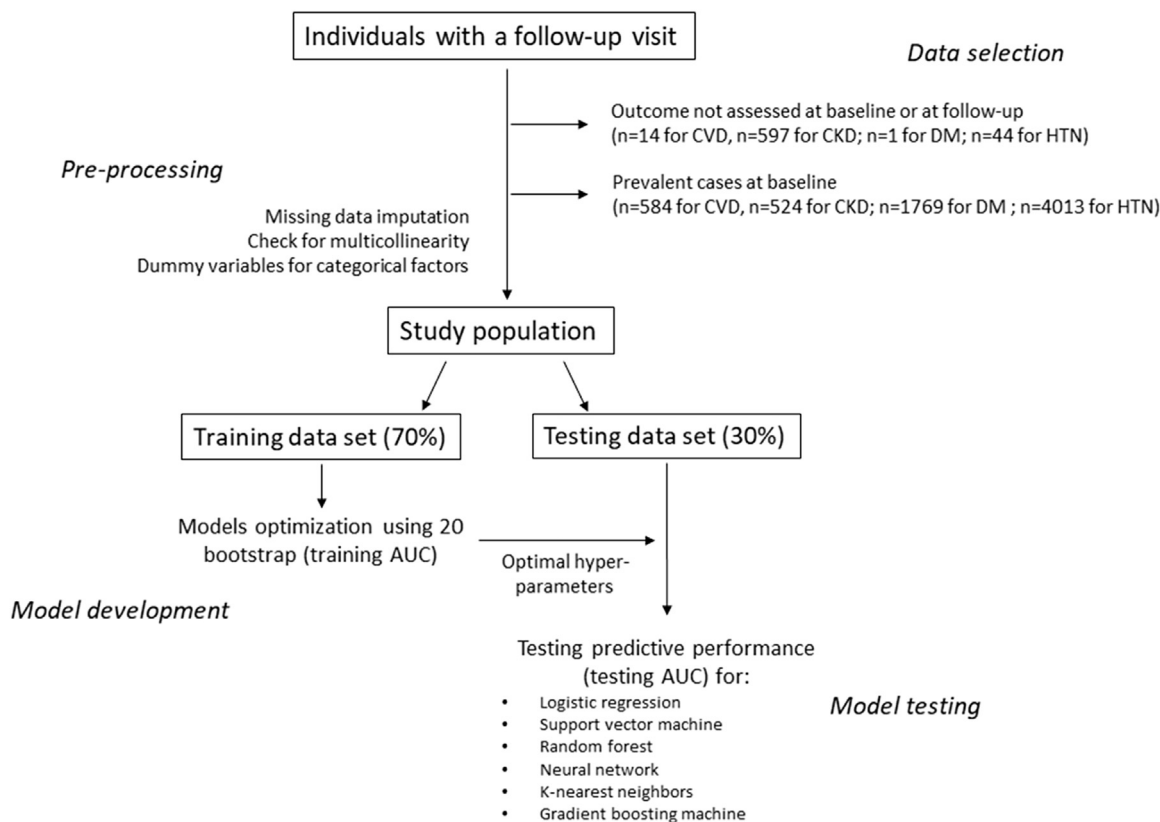 Individuals with a follow-up visit
Data selection
Outcome not assessed at baseline or at follow-up
(n=14 for CVD, n=597 for CKD; n=1 for DM; n=44 for HTN)
Pre-processing
Prevalent cases at baseline
(n=584 for CVD, n=524 for CKD; n=1769 for DM ; n=4013 for HTN)
Missing data imputation
Check for multicollinearity
Dummy variables for categorical factors
Study population
Training data set (70%)
Testing data set (30%)
Models optimization using 20
bootstrap (training AUC)
Optimal hyper-
parameters
Model development
Testing predictive performance
(testing AUC) for:
• Logistic regression
• Support vector machine
• Random forest
• Neural network
• K-nearest neighbors
• Gradient boosting machine
Model testing